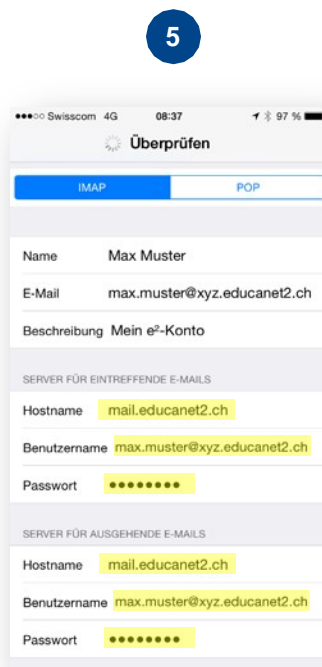 5
Swisscom 4G 08:37 97 %
Überprüfen
IMAP POP
Name Max Muster
E-Mail max.muster@xyz.educanet2.ch
Beschreibung Mein e²-Konto
SERVER FÜR EINTREFFENDE E-MAILS
Hostname mail.educanet2.ch
Benutzername max.muster@xyz.educanet2.ch
Passwort ●●●●●●●●
SERVER FÜR AUSGEHENDE E-MAILS
Hostname mail.educanet2.ch
Benutzername max.muster@xyz.educanet2.ch
Passwort ●●●●●●●●